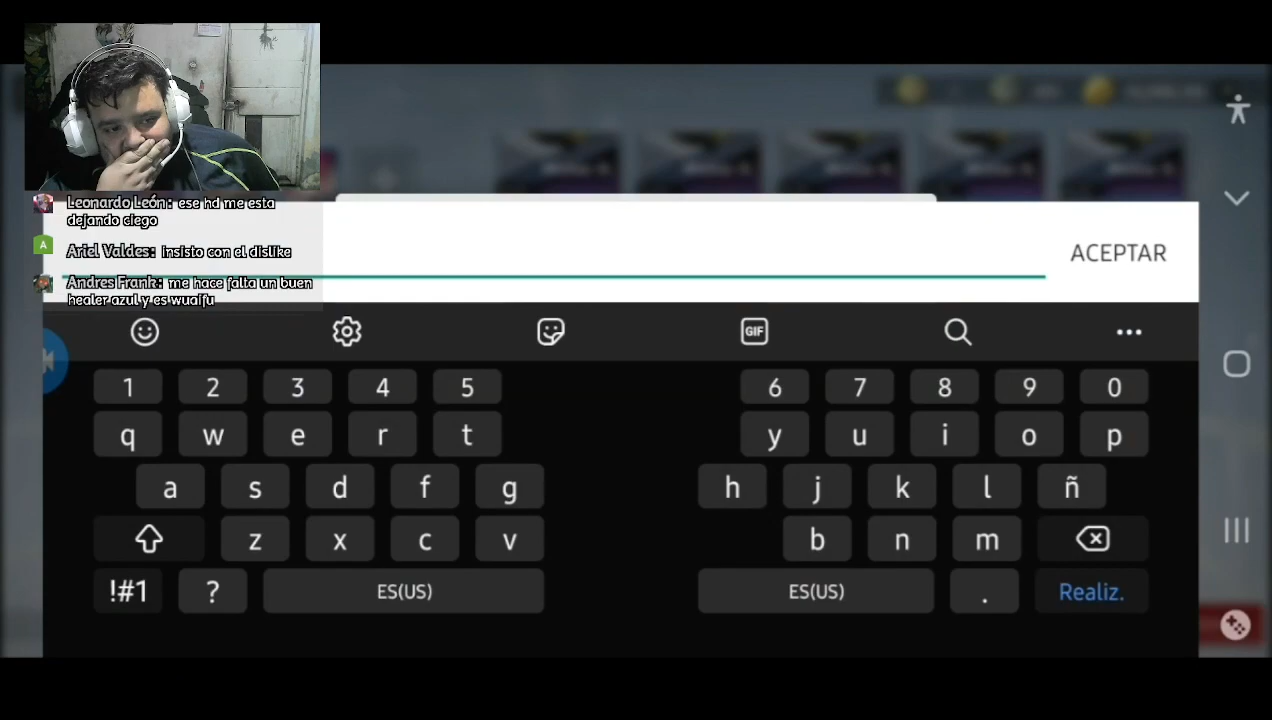 Leonardo León: ese hd me esta
dejando ciego
Ariel Valdes: insisto con el dislike
Andres Frank: me hace falta un buen
healer azul y es wuaifu
A
ACEPTAR
GIF
1 2 3 4 5 6 7 8 9 0
q w e r t y u i o p
a s d f g h j k l ñ
z x c v b n m
!#1 ? ES(US) ES(US) . Realiz.